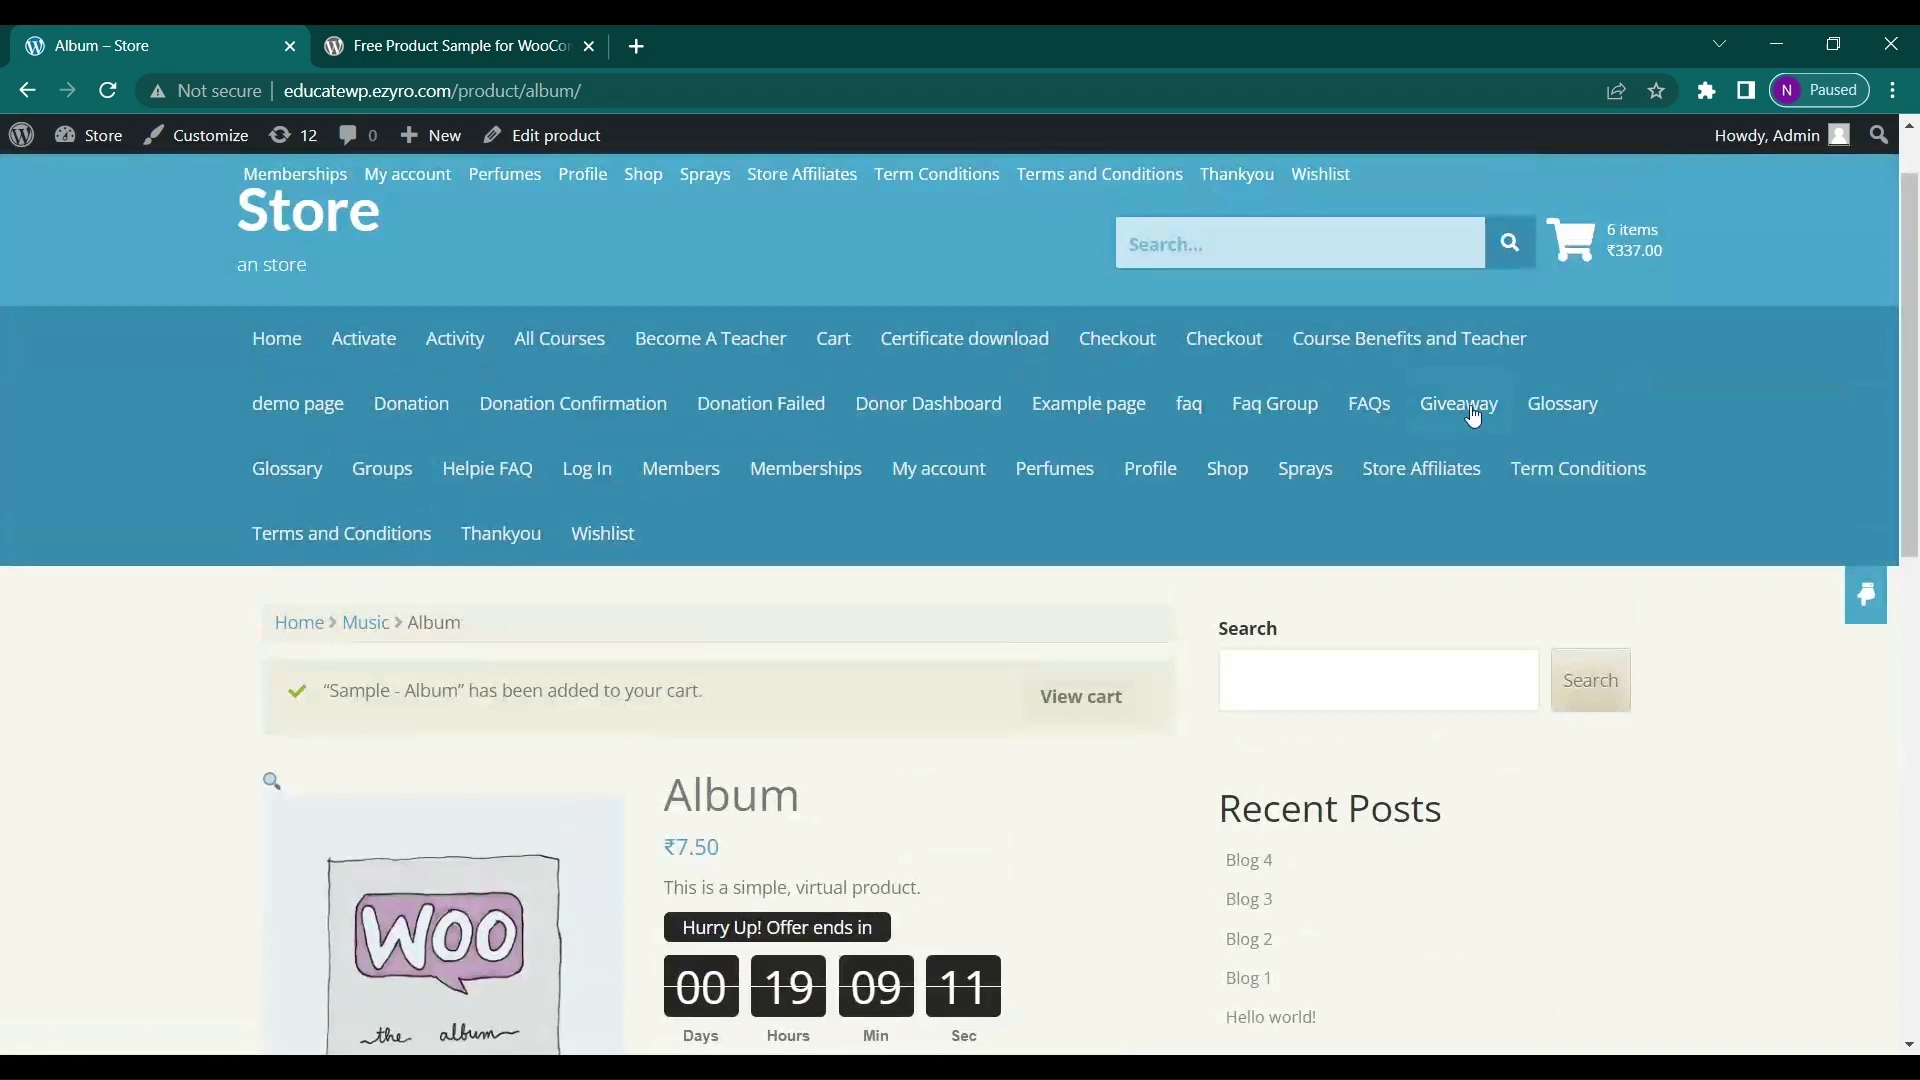 Album – Store
Free Product Sample for WooCo
Not secure educatewp.ezyro.com/product/album/
N Paused
Store Customize 12 0 New Edit product Howdy, Admin
Memberships My account Perfumes Profile Shop Sprays Store Affiliates Term Conditions Terms and Conditions Thankyou Wishlist
Store
an store
Search...
6 items
₹337.00
Home Activate Activity All Courses Become A Teacher Cart Certificate download Checkout Checkout Course Benefits and Teacher
demo page Donation Donation Confirmation Donation Failed Donor Dashboard Example page faq Faq Group FAQs Giveaway Glossary
Glossary Groups Helpie FAQ Log In Members Memberships My account Perfumes Profile Shop Sprays Store Affiliates Term Conditions
Terms and Conditions Thankyou Wishlist
Home Music Album
“Sample - Album” has been added to your cart.
View cart
Album
₹7.50
This is a simple, virtual product.
Hurry Up! Offer ends in
00 19 09 11
Days Hours Min Sec
WOO
the album
Search
Search
Recent Posts
Blog 4
Blog 3
Blog 2
Blog 1
Hello world!